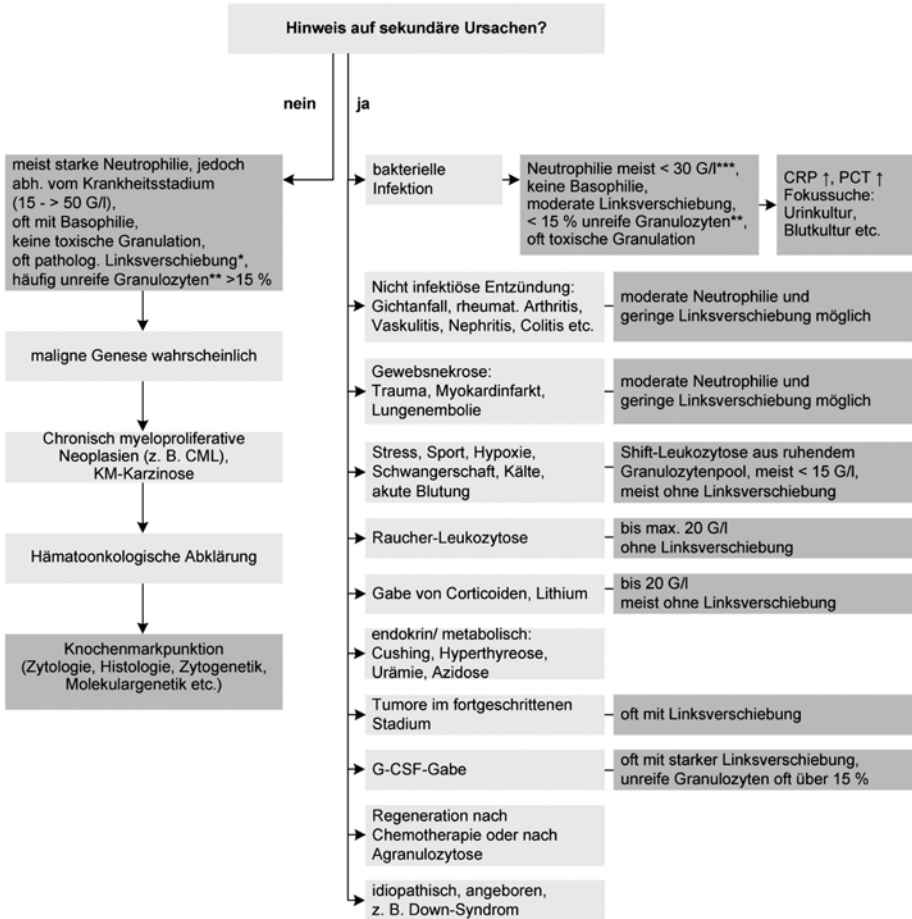 Hinweis auf sekundäre Ursachen?
nein
ja
meist starke Neutrophilie, jedoch
abh. vom Krankheitsstadium
(15 - > 50 G/l),
oft mit Basophilie,
keine toxische Granulation,
oft patholog. Linksverschiebung*,
häufig unreife Granulozyten** >15 %
maligne Genese wahrscheinlich
Chronisch myeloproliferative
Neoplasien (z. B. CML),
KM-Karzinose
Hämatoonkologische Abklärung
Knochenmarkpunktion
(Zytologie, Histologie, Zytogenetik,
Molekulargenetik etc.)
bakterielle
Infektion
Neutrophilie meist < 30 G/l***,
keine Basophilie,
moderate Linksverschiebung,
< 15 % unreife Granulozyten**,
oft toxische Granulation
CRP ↑, PCT ↑
Fokussuche:
Urinkultur,
Blutkultur etc.
Nicht infektiöse Entzündung:
Gichtanfall, rheumat. Arthritis,
Vaskulitis, Nephritis, Colitis etc.
moderate Neutrophilie und
geringe Linksverschiebung möglich
Gewebsnekrose:
Trauma, Myokardinfarkt,
Lungenembolie
moderate Neutrophilie und
geringe Linksverschiebung möglich
Stress, Sport, Hypoxie,
Schwangerschaft, Kälte,
akute Blutung
Shift-Leukozytose aus ruhendem
Granulozytenpool, meist < 15 G/l,
meist ohne Linksverschiebung
Raucher-Leukozytose
bis max. 20 G/l
ohne Linksverschiebung
Gabe von Corticoiden, Lithium
bis 20 G/l
meist ohne Linksverschiebung
endokrin/ metabolisch:
Cushing, Hyperthyreose,
Urämie, Azidose
Tumore im fortgeschrittenen
Stadium
oft mit Linksverschiebung
G-CSF-Gabe
oft mit starker Linksverschiebung,
unreife Granulozyten oft über 15 %
Regeneration nach
Chemotherapie oder nach
Agranulozytose
idiopathisch, angeboren,
z. B. Down-Syndrom